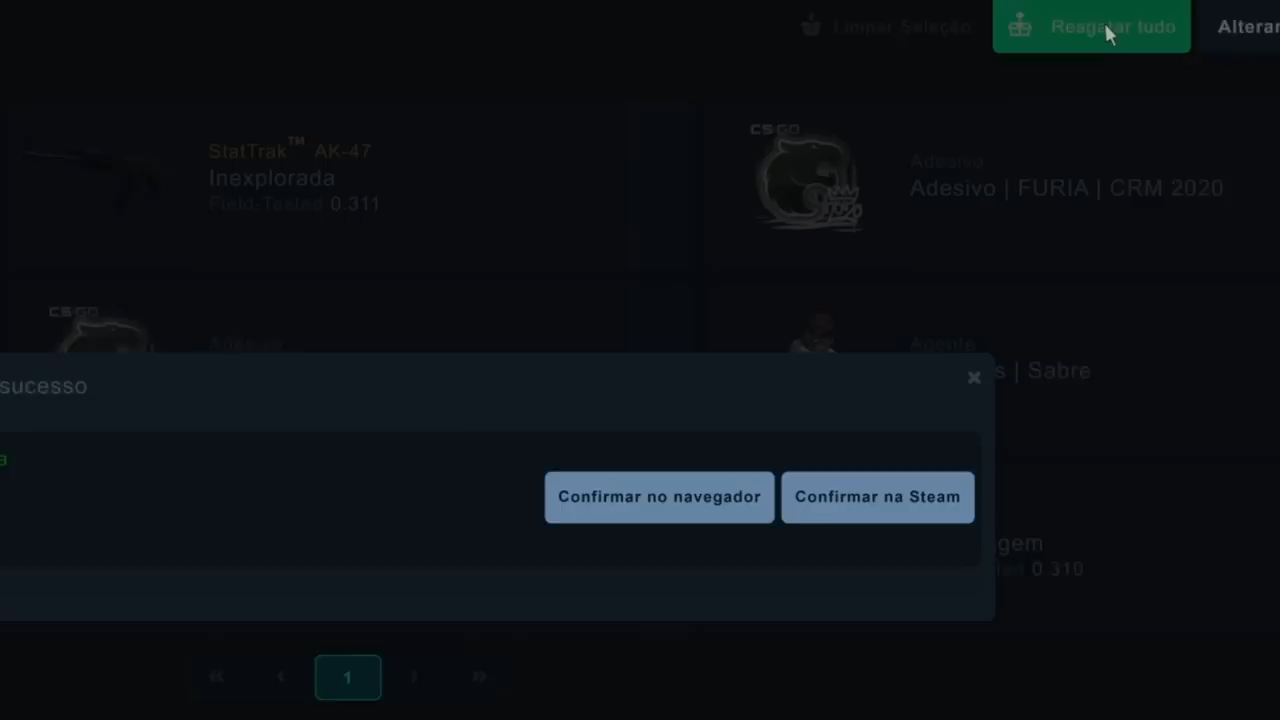 Limpar Seleção
Resgatar tudo
Alterar
StatTrak™ AK-47
Inexplorada
Field-Tested 0.311
CS:GO
Adesivo
Adesivo | FURIA | CRM 2020
CS:GO
Adesivo
Agente
s | Sabre
sucesso
×
a
Confirmar no navegador
Confirmar na Steam
gem
0.310
« ‹ 1 › »